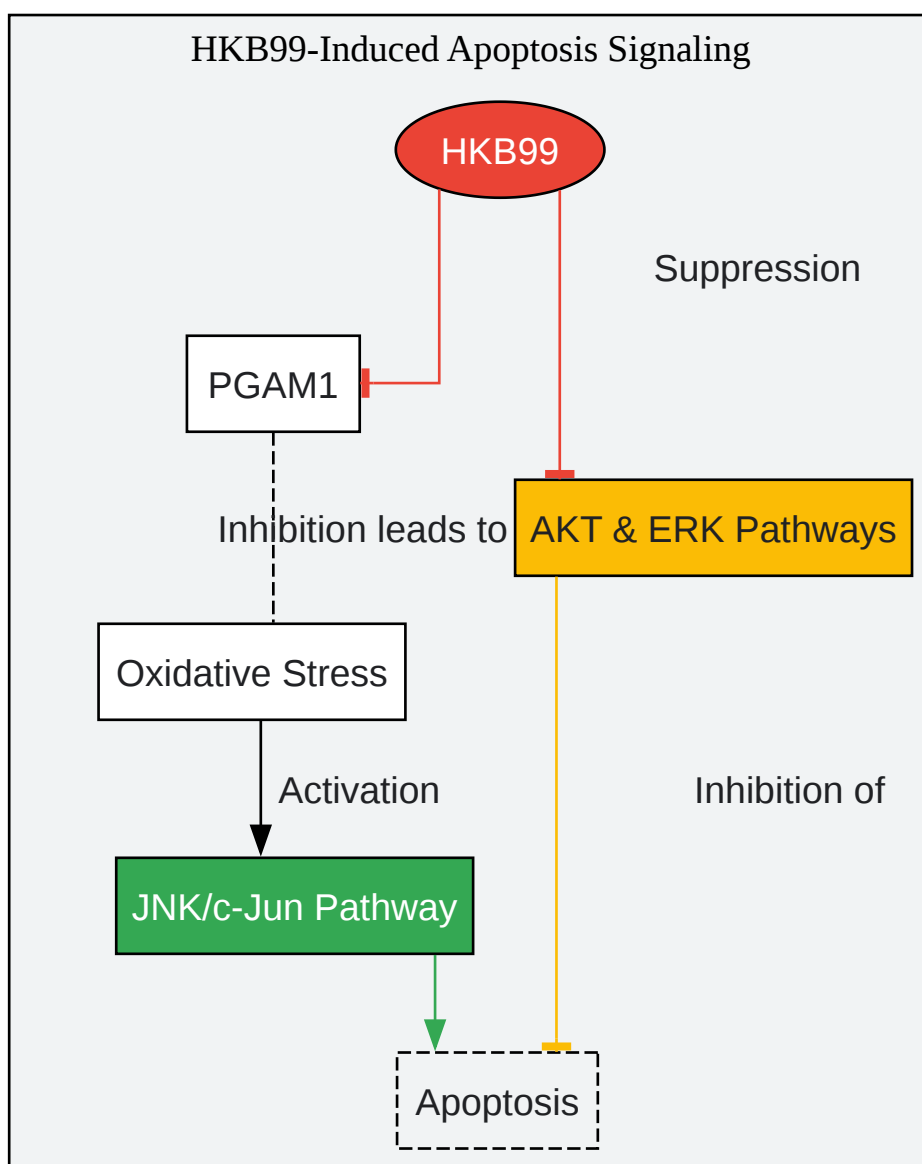 HKB99-Induced Apoptosis Signaling
HKB99
Suppression
PGAM1
Inhibition leads to
AKT & ERK Pathways
Oxidative Stress
Activation
Inhibition of
JNK/c-Jun Pathway
Apoptosis